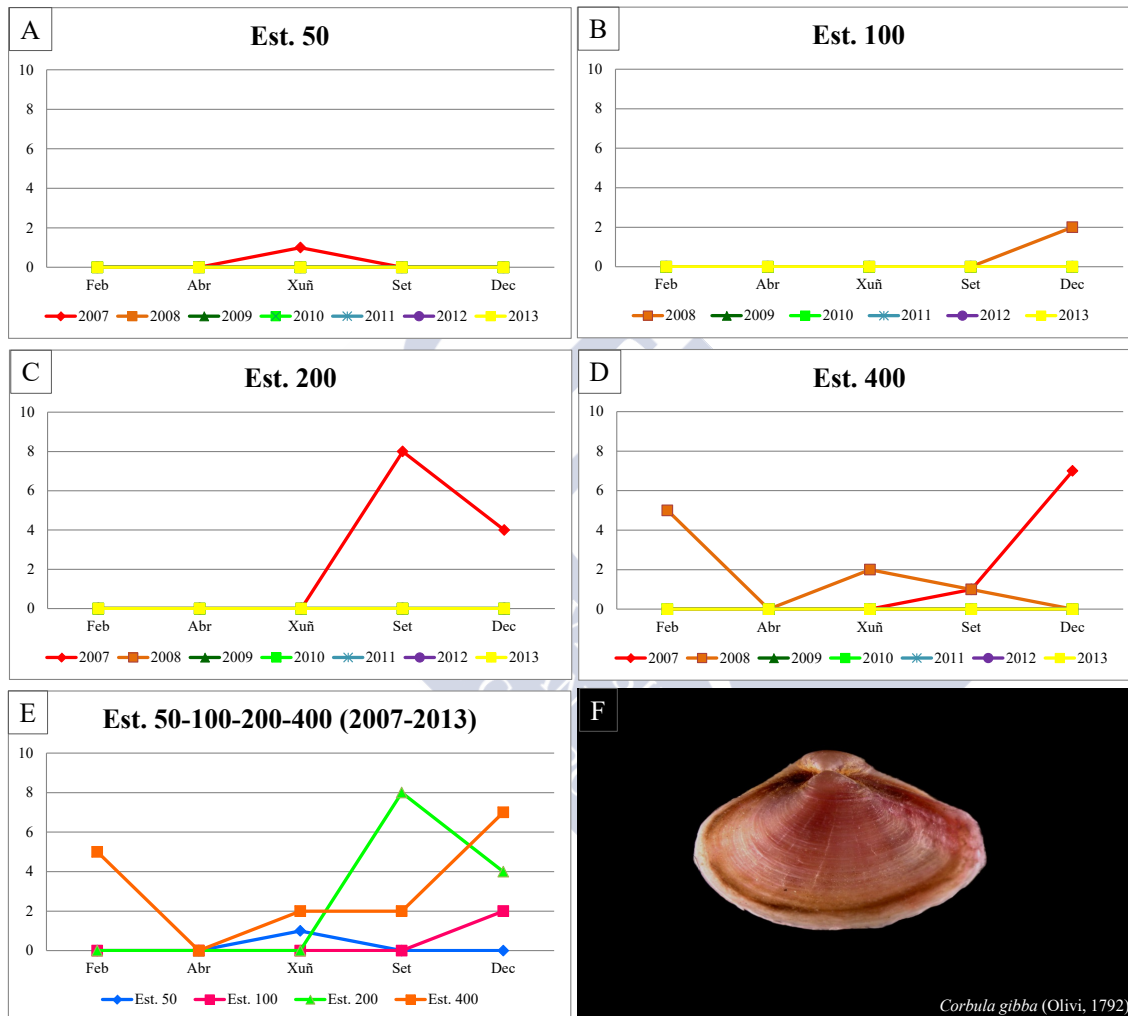 A
Est. 50
10
8
6
4
2
0
Feb Abr Xuñ Set Dec
2007 2008 2009 2010 2011 2012 2013
B
Est. 100
10
8
6
4
2
0
Feb Abr Xuñ Set Dec
2008 2009 2010 2011 2012 2013
C
Est. 200
10
8
6
4
2
0
Feb Abr Xuñ Set Dec
2007 2008 2009 2010 2011 2012 2013
D
Est. 400
10
8
6
4
2
0
Feb Abr Xuñ Set Dec
2007 2008 2009 2010 2011 2012 2013
E
Est. 50-100-200-400 (2007-2013)
10
8
6
4
2
0
Feb Abr Xuñ Set Dec
Est. 50 Est. 100 Est. 200 Est. 400
F
Corbula gibba (Olivi, 1792)